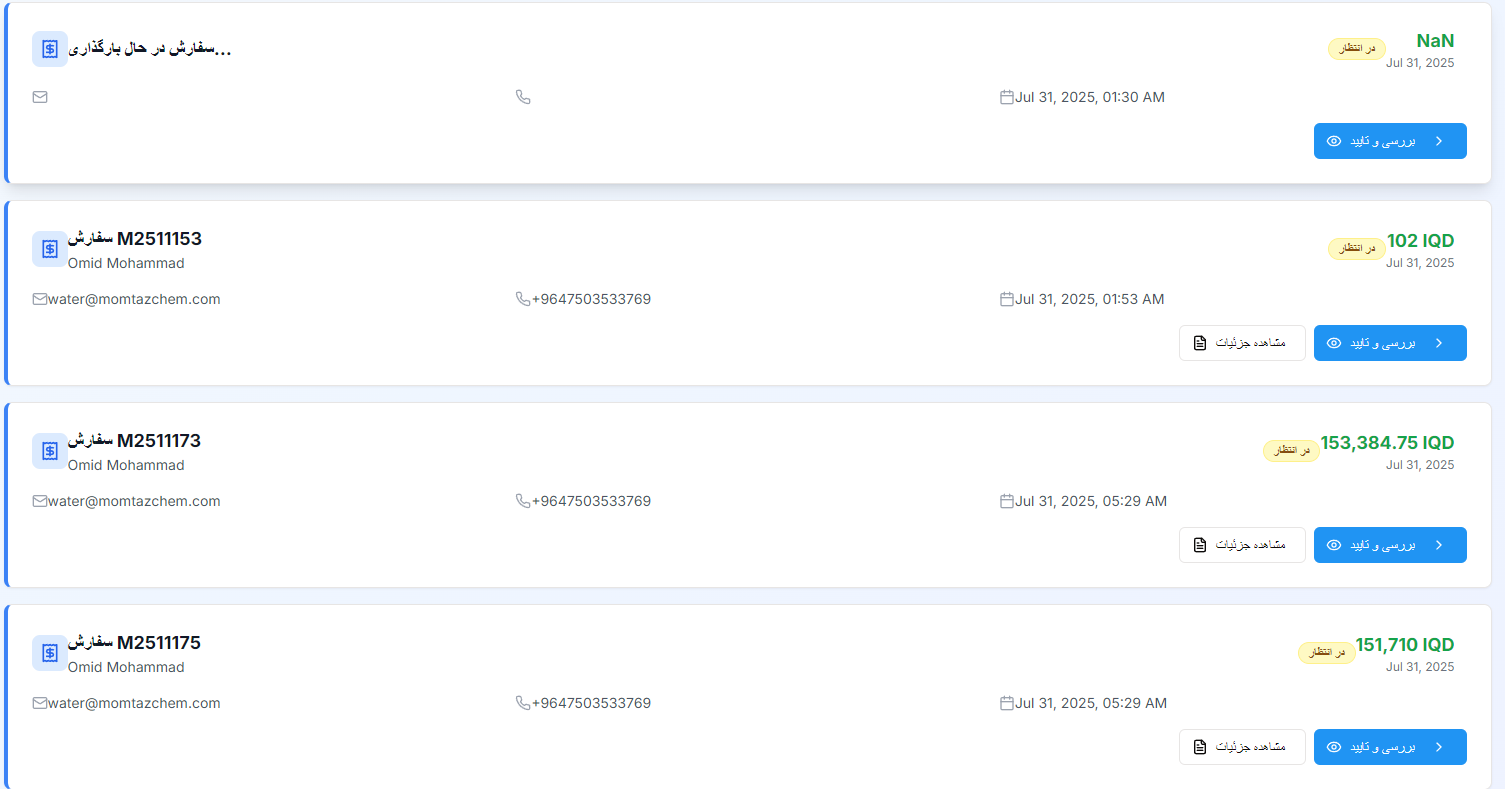 سفارش در حال بارگذاری...
در انتظار
NaN
Jul 31, 2025
Jul 31, 2025, 01:30 AM
بررسی و تایید
سفارش M2511153
Omid Mohammad
در انتظار
102 IQD
Jul 31, 2025
water@momtazchem.com
+9647503533769
Jul 31, 2025, 01:53 AM
مشاهده جزئیات
بررسی و تایید
سفارش M2511173
Omid Mohammad
در انتظار
153,384.75 IQD
Jul 31, 2025
water@momtazchem.com
+9647503533769
Jul 31, 2025, 05:29 AM
مشاهده جزئیات
بررسی و تایید
سفارش M2511175
Omid Mohammad
در انتظار
151,710 IQD
Jul 31, 2025
water@momtazchem.com
+9647503533769
Jul 31, 2025, 05:29 AM
مشاهده جزئیات
بررسی و تایید